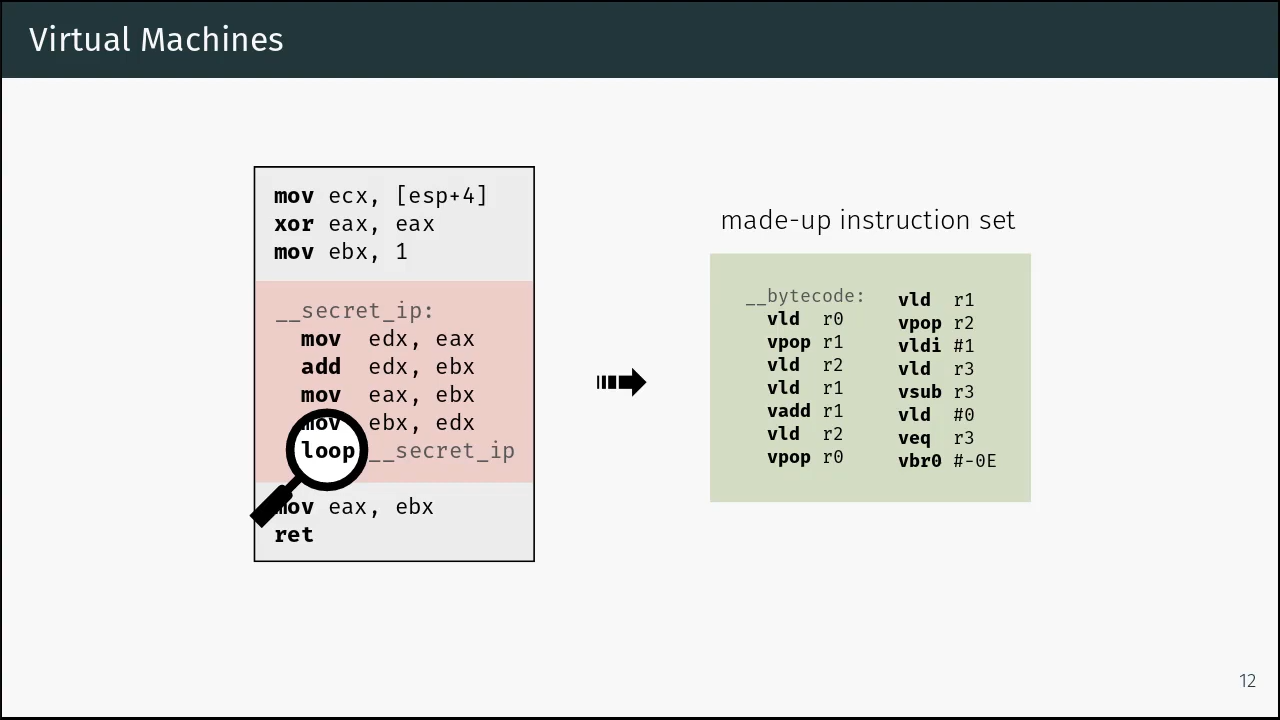 Virtual Machines
mov ecx, [esp+4]
xor eax, eax
mov ebx, 1
__secret_ip:
mov edx, eax
add edx, ebx
mov eax, ebx
mov ebx, edx
loop __secret_ip
mov eax, ebx
ret
made-up instruction set
__bytecode:
vld r0
vpop r1
vld r2
vld r1
vadd r1
vld r2
vpop r0
vld r1
vpop r2
vldi #1
vld r3
vsub r3
vld #0
veq r3
vbr0 #-0E
12